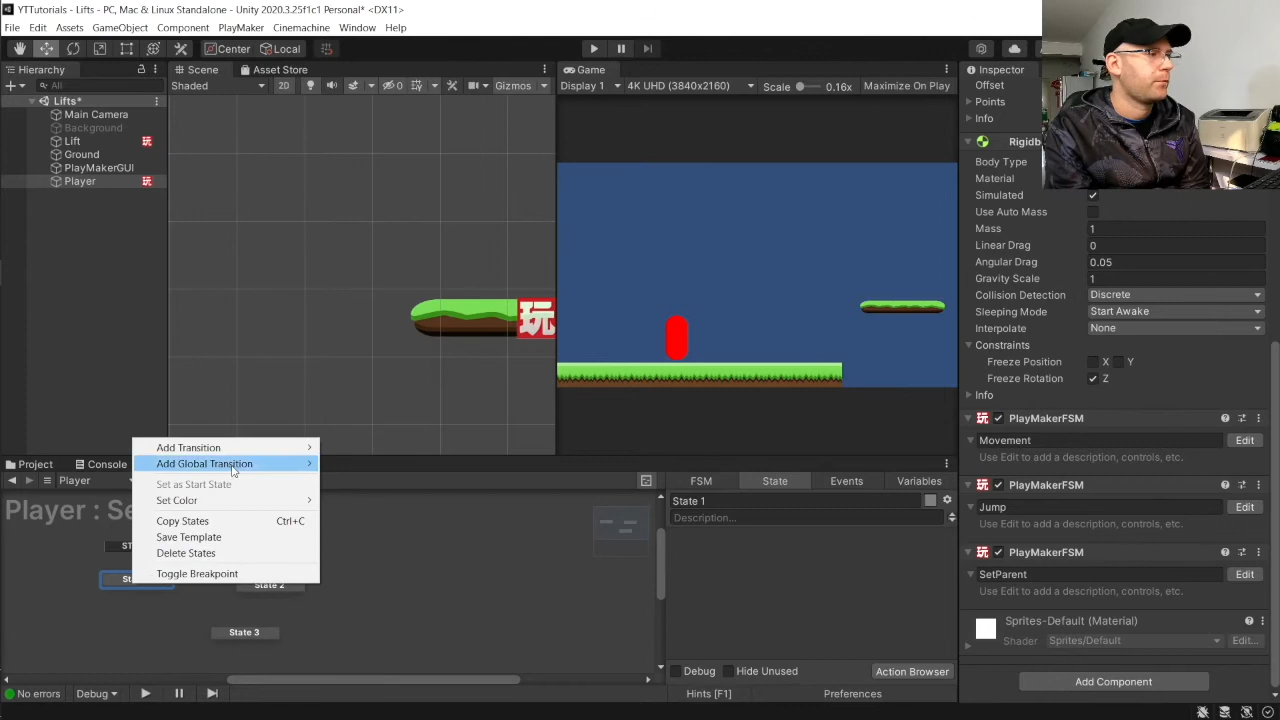 YTTutorials - Lifts - PC, Mac & Linux Standalone - Unity 2020.3.25f1c1 Personal* <DX11>
File Edit Assets GameObject Component PlayMaker Cinemachine Window Help
Center Local
Hierarchy
All
Lifts*
Main Camera
Background
Lift 玩
Ground
PlayMakerGUI
Player 玩
Scene Asset Store
Shaded 2D 0 Gizmos
玩
Game
Display 1 4K UHD (3840x2160) Scale 0.16x Maximize On Play
Inspector
Offset
Points
Info
Body Type
Material
Simulated
Use Auto Mass
Mass 1
Linear Drag 0
Angular Drag 0.05
Gravity Scale 1
Collision Detection Discrete
Sleeping Mode Start Awake
Interpolate None
Constraints
Freeze Position X Y
Freeze Rotation Z
Info
玩 PlayMakerFSM
Movement Edit
Use Edit to add a description, controls, etc.
玩 PlayMakerFSM
Jump Edit
Use Edit to add a description, controls, etc.
玩 PlayMakerFSM
SetParent Edit
Use Edit to add a description, controls, etc.
Sprites-Default (Material)
Shader Sprites/Default Edit...
Add Component
Project Console
Player
Player :
State 2
State 3
Add Transition
Add Global Transition
Set as Start State
Set Color
Copy States Ctrl+C
Save Template
Delete States
Toggle Breakpoint
FSM State Events Variables
State 1
Description...
Debug Hide Unused Action Browser
No errors Debug
Hints [F1] Preferences